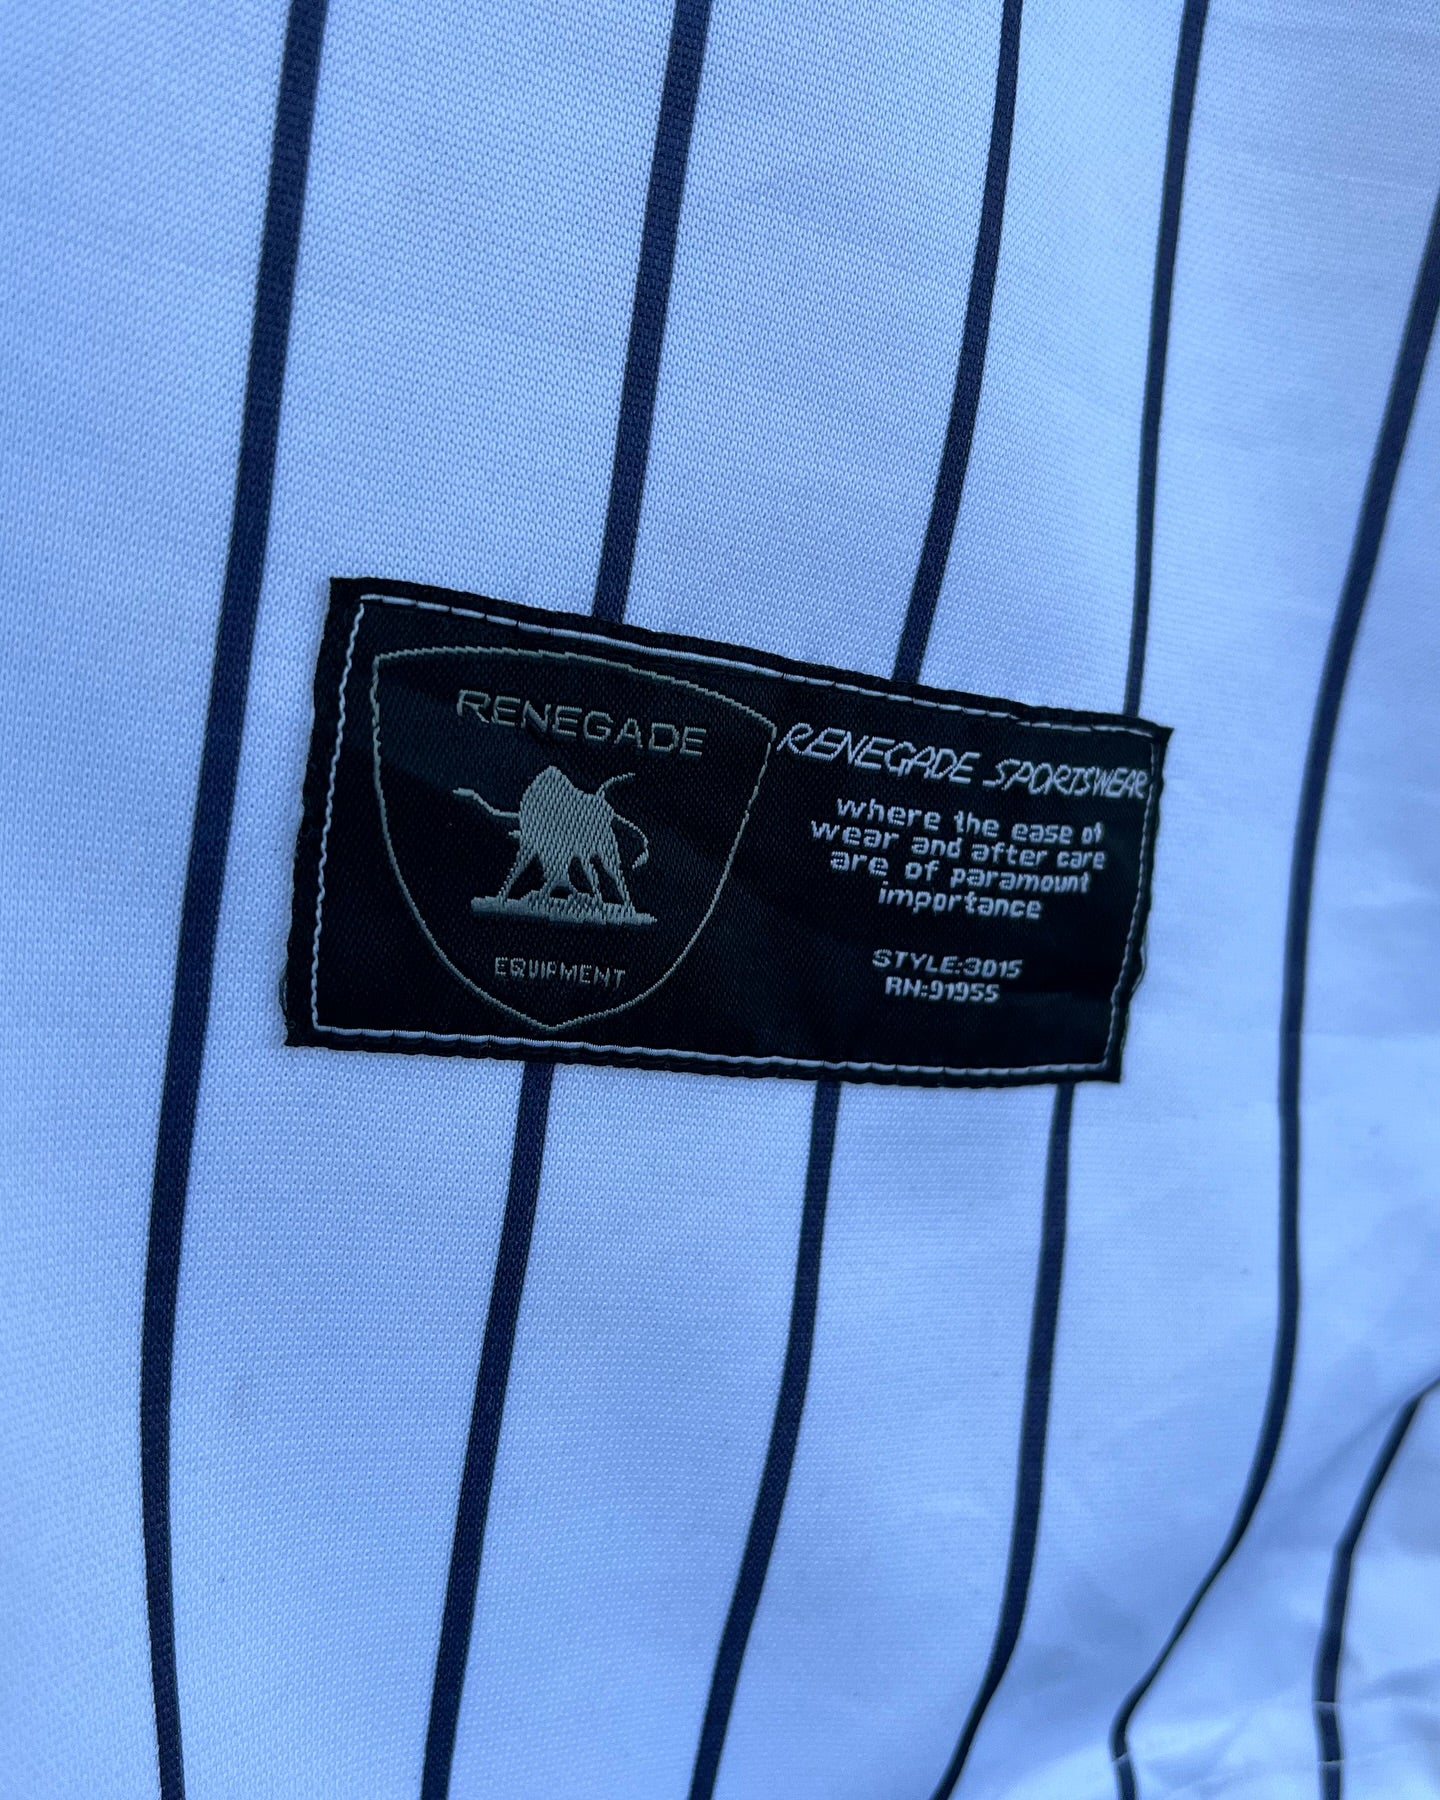 RENEGADE
EQUIPMENT
RENEGADE SPORTSWEAR
where the ease of
wear and after care
are of paramount
importance
STYLE:3015
RN:91955